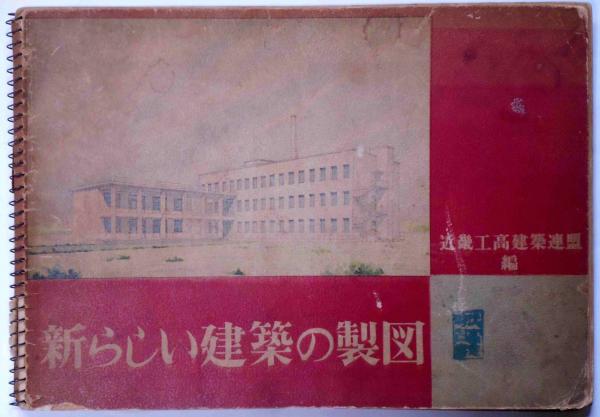 近畿工高建築連盟
編
新らしい建築の製図